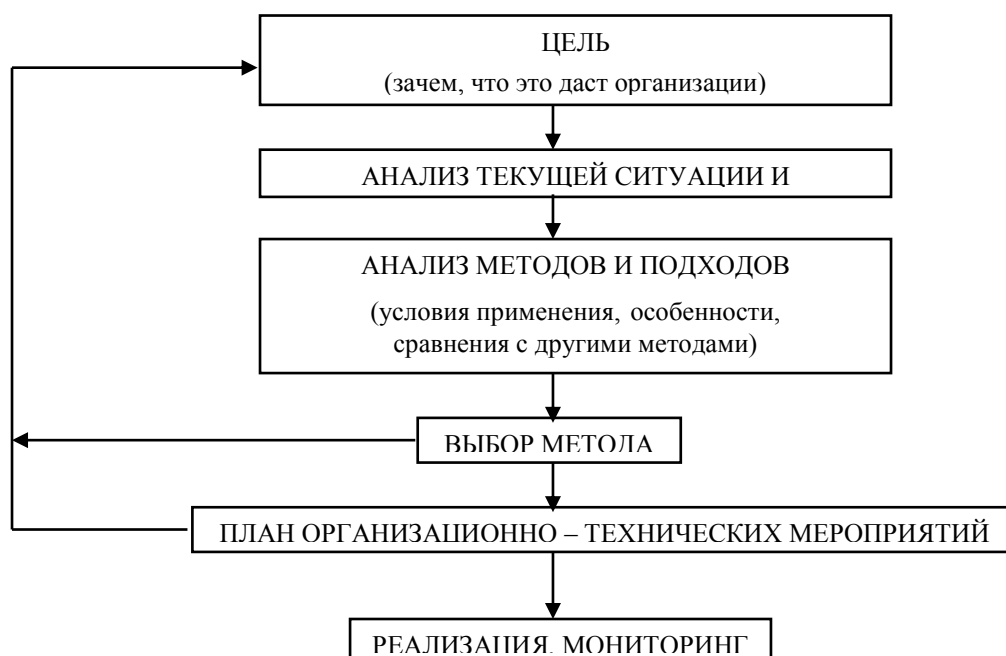 ЦЕЛЬ
(зачем, что это даст организации)
АНАЛИЗ ТЕКУЩЕЙ СИТУАЦИИ И
АНАЛИЗ МЕТОДОВ И ПОДХОДОВ
(условия применения, особенности,
сравнения с другими методами)
ВЫБОР МЕТОДА
ПЛАН ОРГАНИЗАЦИОННО – ТЕХНИЧЕСКИХ МЕРОПРИЯТИЙ
РЕАЛИЗАЦИЯ, МОНИТОРИНГ